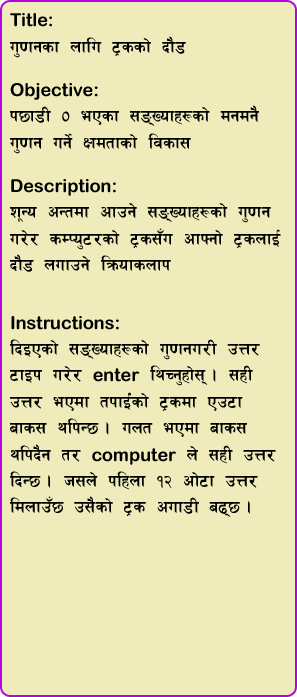 Title:
गुणनका लागि ट्रकको दौड
Objective:
पछाडी ० भएका सङ्ख्याहरूको मनमनै
गुणन गर्ने क्षमताको विकास
Description:
शून्य अन्तमा आउने सङ्ख्याहरूको गुणन
गरेर कम्प्युटरको ट्रकसँग आफ्नो ट्रकलाई
दौड लगाउने क्रियाकलाप
Instructions:
दिइएको सङ्ख्याहरूको गुणनगरी उत्तर
टाइप गरेर enter थिच्नुहोस् । सही
उत्तर भएमा तपाईंको ट्रकमा एउटा
बाकस थपिन्छ । गलत भएमा बाकस
थपिदैन तर computer ले सही उत्तर
दिन्छ । जसले पहिला १२ ओटा उत्तर
मिलाउँछ उसैको ट्रक अगाडी बढ्छ ।